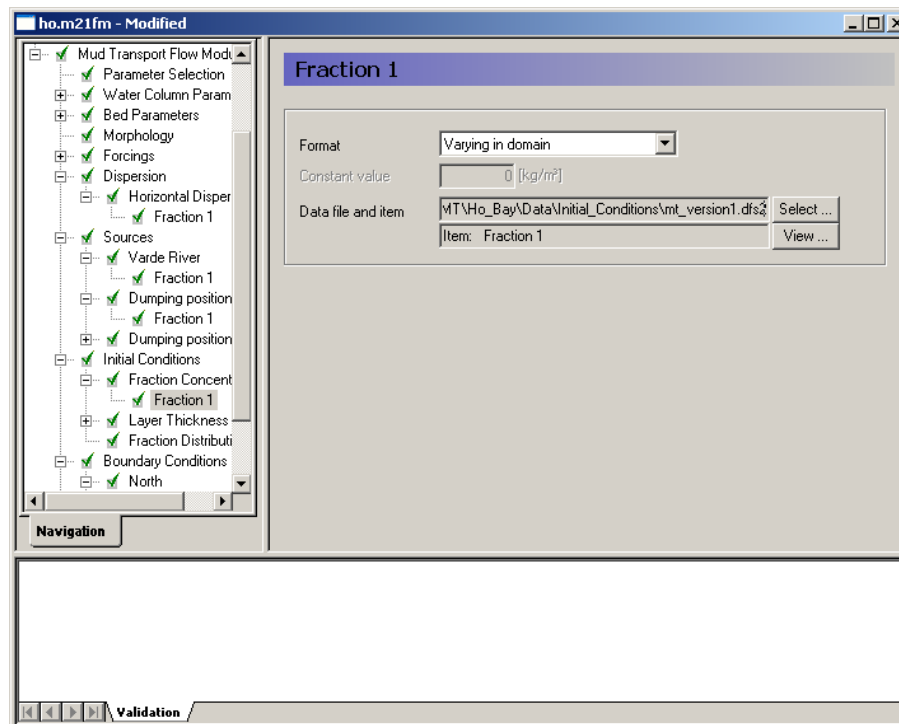 ho.m21fm - Modified
Mud Transport Flow Modu
Parameter Selection
Water Column Param
Bed Parameters
Morphology
Forcings
Dispersion
Horizontal Disper
Fraction 1
Sources
Varde River
Fraction 1
Dumping position
Fraction 1
Dumping position
Initial Conditions
Fraction Concent
Fraction 1
Layer Thickness
Fraction Distributi
Boundary Conditions
North
Navigation
Fraction 1
Format Varying in domain
Constant value 0 [kg/m³]
Data file and item MT\Ho_Bay\Data\Initial_Conditions\mt_version1.dfs2 Select ...
Item: Fraction 1 View ...
Validation